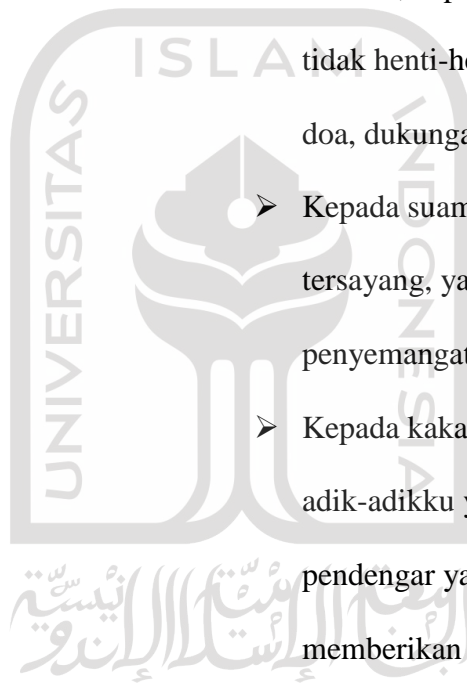 tidak henti-he
doa, dukunga
➢ Kepada suam
tersayang, ya
penyemangat
➢ Kepada kaka
adik-adikku y
pendengar ya
memberikan
UNIVERSITAS
ISLAM
INDONESIA